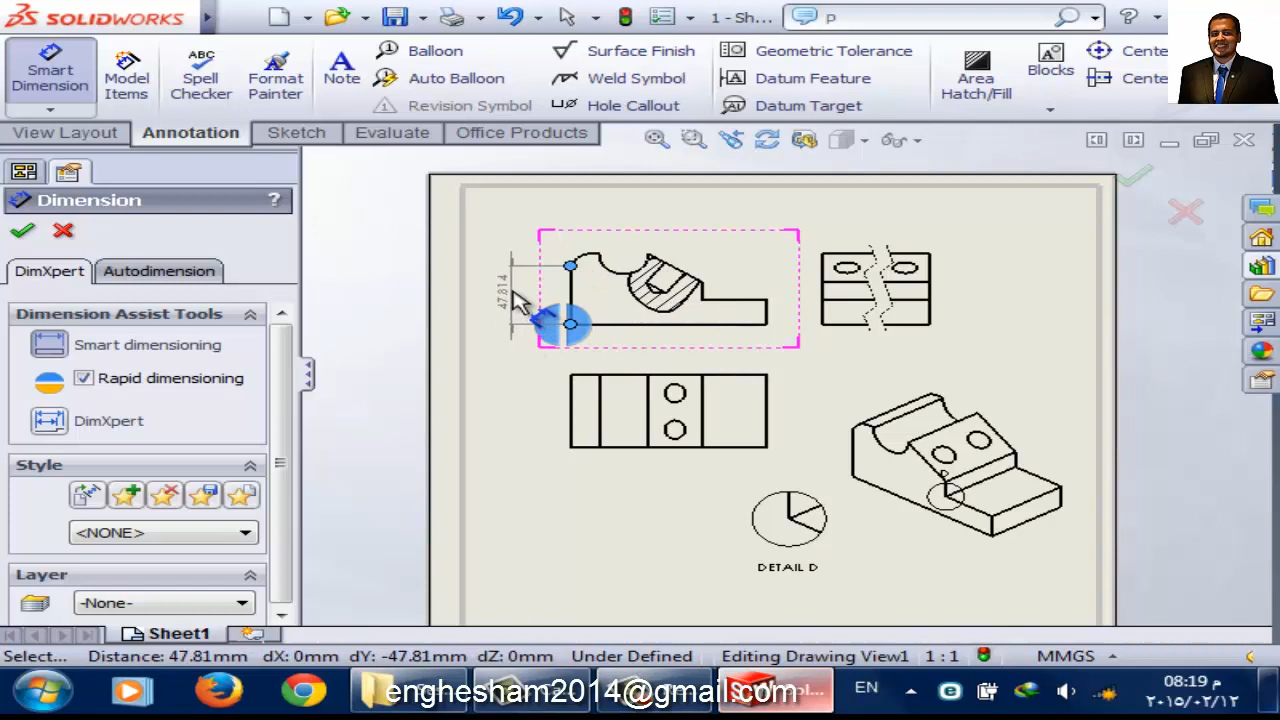 SOLIDWORKS
1 - Sh...
p
Smart Dimension
Model Items
ABC
Spell Checker
Format Painter
A
Note
Balloon
Auto Balloon
Revision Symbol
Surface Finish
Weld Symbol
Hole Callout
Geometric Tolerance
Datum Feature
Datum Target
Area Hatch/Fill
Blocks
Cente
Cente
View Layout
Annotation
Sketch
Evaluate
Office Products
Dimension
?
DimXpert
Autodimension
Dimension Assist Tools
Smart dimensioning
Rapid dimensioning
DimXpert
Style
<NONE>
Layer
-None-
47.814
D
DETAIL D
Sheet1
Select... Distance: 47.81mm dX: 0mm dY: -47.81mm dZ: 0mm Under Defined Editing Drawing View1 1 : 1 MMGS
enghesham2014@gmail.com
EN
08:19 م
٢٠١٥/٠٢/١٢